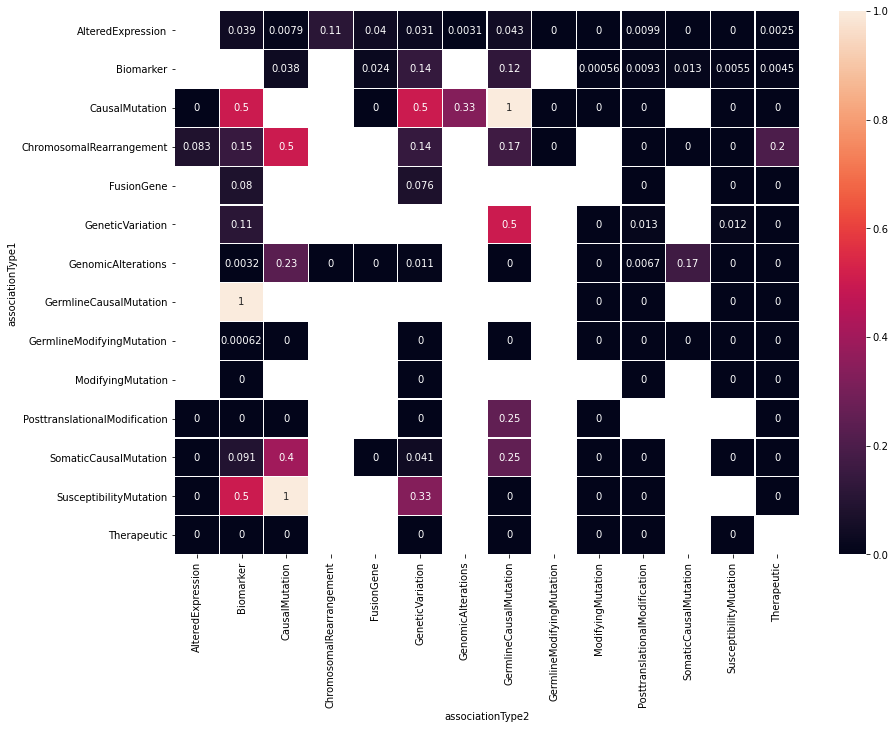 AlteredExpression 0.039 0.0079 0.11 0.04 0.031 0.0031 0.043 0 0 0.0099 0 0 0.0025
Biomarker 0.038 0.024 0.14 0.12 0.00056 0.0093 0.013 0.0055 0.0045
CausalMutation 0 0.5 0 0.5 0.33 1 0 0 0 0 0
ChromosomalRearrangement 0.083 0.15 0.5 0.14 0.17 0 0 0 0 0.2
FusionGene 0.08 0.076 0 0 0
GeneticVariation 0.11 0.5 0 0.013 0.012 0
GenomicAlterations 0.0032 0.23 0 0 0.011 0 0 0.0067 0.17 0 0
GermlineCausalMutation 1 0 0 0 0
GermlineModifyingMutation 0.00062 0 0 0 0 0 0 0 0
ModifyingMutation 0 0 0 0 0
PosttranslationalModification 0 0 0 0 0.25 0 0
SomaticCausalMutation 0 0.091 0.4 0 0.041 0.25 0 0 0 0
SusceptibilityMutation 0 0.5 1 0.33 0 0 0 0
Therapeutic 0 0 0 0 0 0 0 0
associationType1
AlteredExpression
Biomarker
CausalMutation
ChromosomalRearrangement
FusionGene
GeneticVariation
GenomicAlterations
GermlineCausalMutation
GermlineModifyingMutation
ModifyingMutation
PosttranslationalModification
SomaticCausalMutation
SusceptibilityMutation
Therapeutic
associationType2
1.0
0.8
0.6
0.4
0.2
0.0